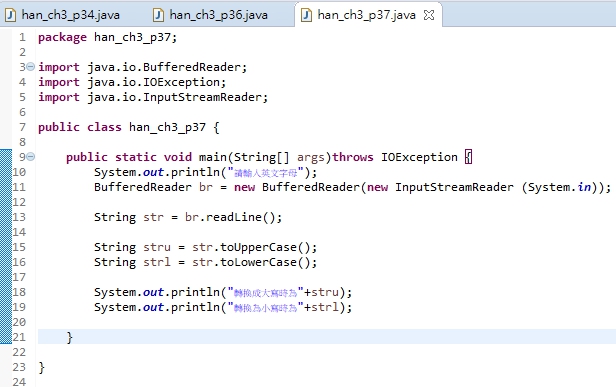 han_ch3_p34.java han_ch3_p36.java han_ch3_p37.java
1 package han_ch3_p37;
2
3 import java.io.BufferedReader;
4 import java.io.IOException;
5 import java.io.InputStreamReader;
6
7 public class han_ch3_p37 {
8
9 public static void main(String[] args)throws IOException {
10 System.out.println("請輸入英文字母");
11 BufferedReader br = new BufferedReader(new InputStreamReader (System.in));
12
13 String str = br.readLine();
14
15 String stru = str.toUpperCase();
16 String strl = str.toLowerCase();
17
18 System.out.println("轉換成大寫時為"+stru);
19 System.out.println("轉換為小寫時為"+strl);
20
21 }
22
23 }
24